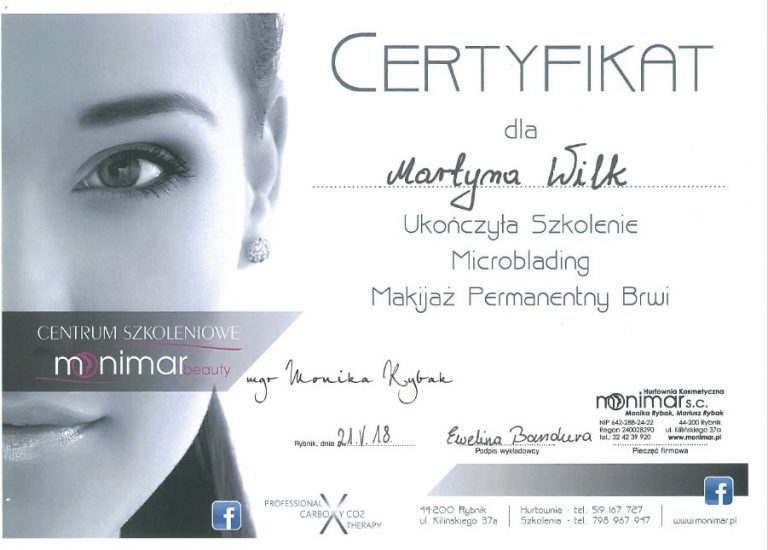 CERTYFIKAT
dla
Martyna Wilk
Ukończyła Szkolenie
Microblading
Makijaż Permanentny Brwi
CENTRUM SZKOLENIOWE
monimar beauty
mgr Monika Rybak
Rybnik, dnia 21.V.18
Ewelina Bandura
Podpis wykładowcy
Hurtownia Kosmetyczna
monimar s.c.
Monika Rybak, Mariusz Rybak
NIP 642-288-24-22 44-200 Rybnik
Regon: 240028290 ul. Kilińskiego 37a
tel.: 32 42 39 920 www.monimar.pl
Pieczęć firmowa
f
PROFESSIONAL
CARBOXY CO2
THERAPY
44-200 Rybnik
ul. Kilinskiego 37a
Hurtownia - tel: 519 167 727
Szkolenia - tel: 798 967 947
www.monimar.pl
f